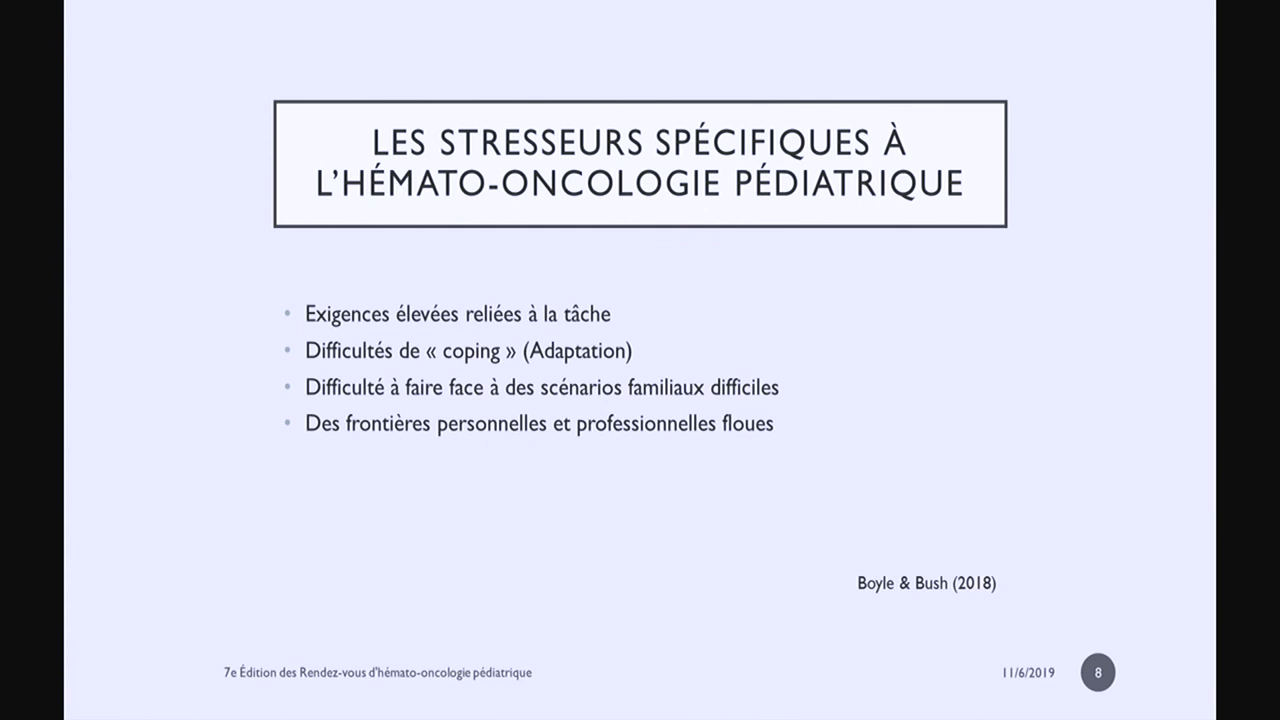 LES STRESSEURS SPÉCIFIQUES À
L’HÉMATO-ONCOLOGIE PÉDIATRIQUE
• Exigences élevées reliées à la tâche
• Difficultés de « coping » (Adaptation)
• Difficulté à faire face à des scénarios familiaux difficiles
• Des frontières personnelles et professionnelles floues
Boyle & Bush (2018)
7e Édition des Rendez-vous d'hémato-oncologie pédiatrique
11/6/2019
8